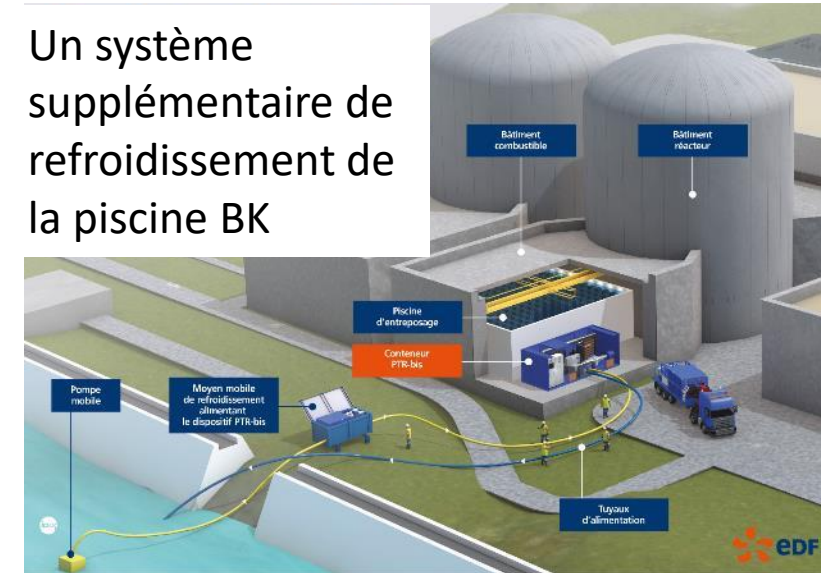 Un système
supplémentaire de
refroidissement de
la piscine BK
Bâtiment
combustible
Bâtiment
réacteur
Piscine
d'entreposage
Conteneur
PTR-bis
Pompe
mobile
Moyen mobile
de refroidissement
alimentant
le dispositif PTR-bis
Tuyaux
d'alimentation
edf